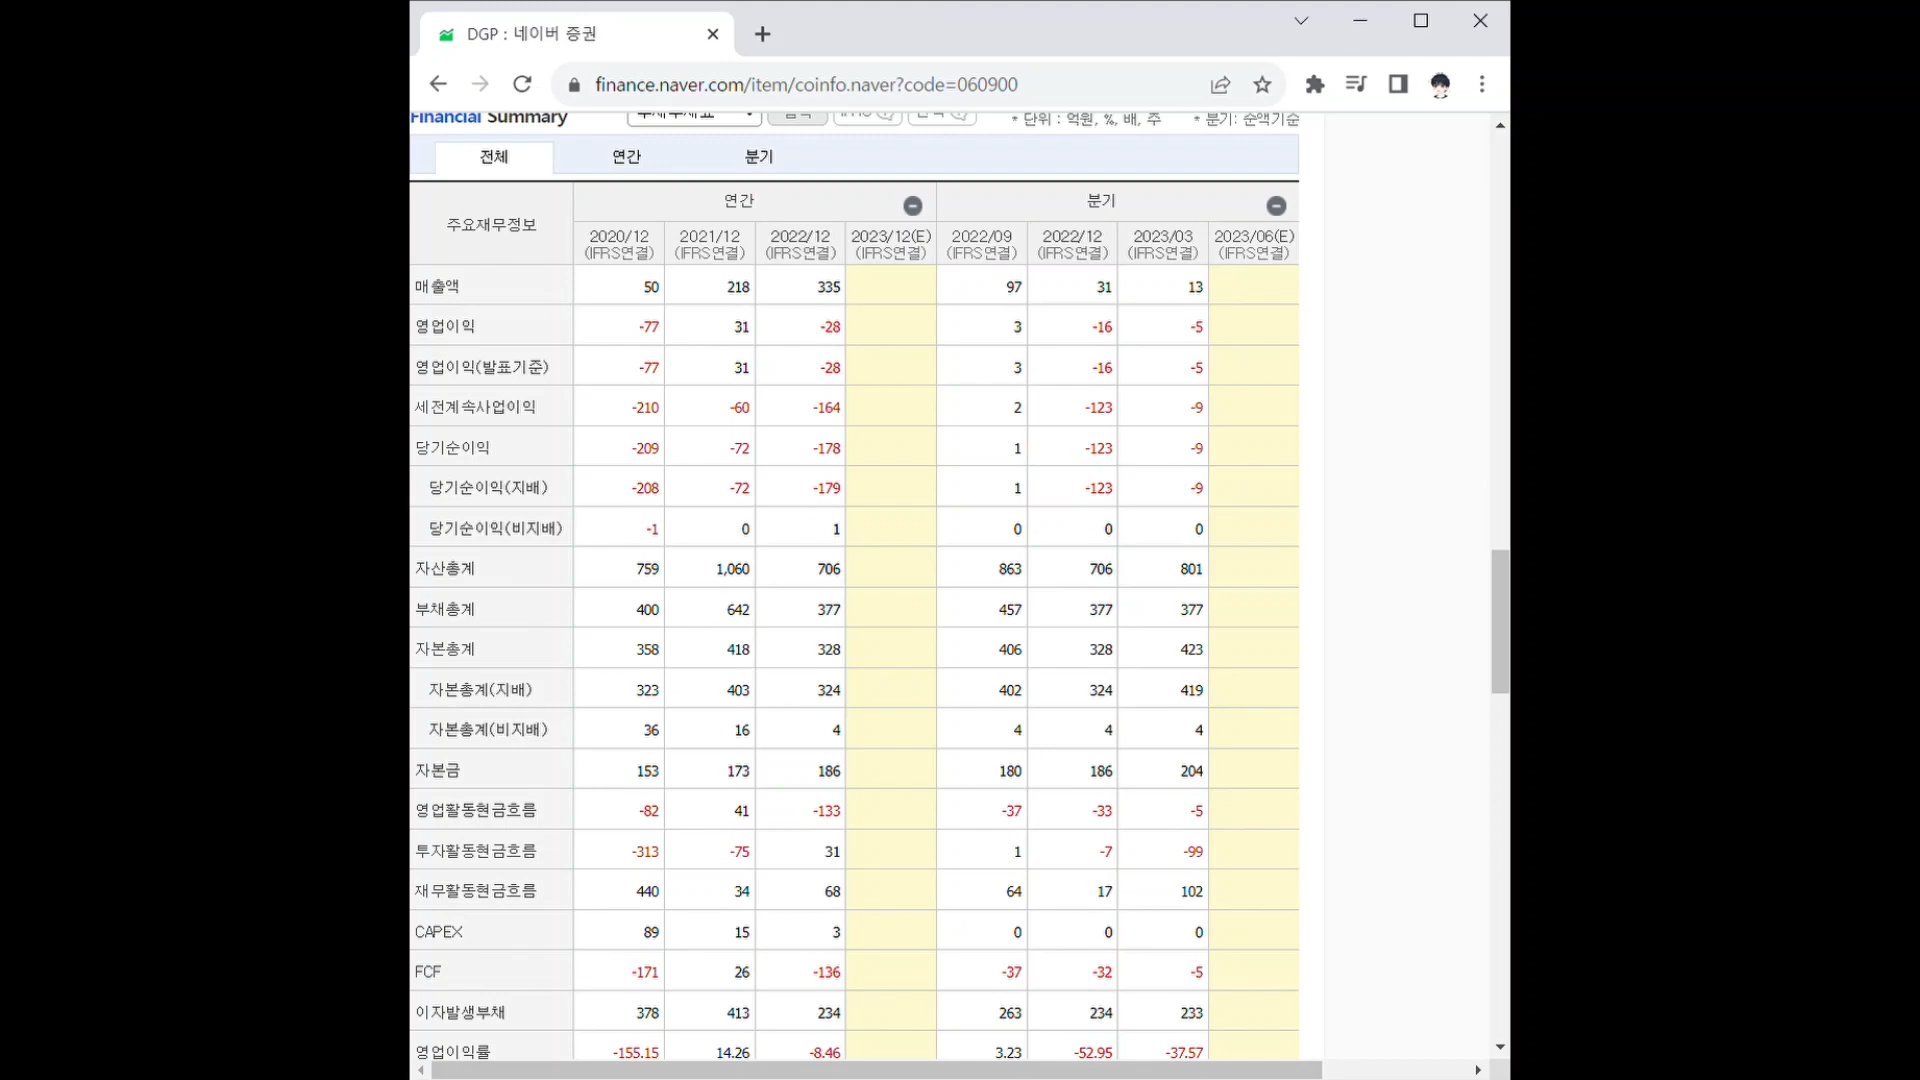 DGP : 네이버 증권
finance.naver.com/item/coinfo.naver?code=060900
Financial Summary * 단위 : 억원, %, 배, 주 * 분기: 순액기준
전체 연간 분기
주요재무정보 연간 분기
2020/12 2021/12 2022/12 2023/12(E) 2022/09 2022/12 2023/03 2023/06(E)
(IFRS연결) (IFRS연결) (IFRS연결) (IFRS연결) (IFRS연결) (IFRS연결) (IFRS연결) (IFRS연결)
매출액 50 218 335 97 31 13
영업이익 -77 31 -28 3 -16 -5
영업이익(발표기준) -77 31 -28 3 -16 -5
세전계속사업이익 -210 -60 -164 2 -123 -9
당기순이익 -209 -72 -178 1 -123 -9
당기순이익(지배) -208 -72 -179 1 -123 -9
당기순이익(비지배) -1 0 1 0 0 0
자산총계 759 1,060 706 863 706 801
부채총계 400 642 377 457 377 377
자본총계 358 418 328 406 328 423
자본총계(지배) 323 403 324 402 324 419
자본총계(비지배) 36 16 4 4 4 4
자본금 153 173 186 180 186 204
영업활동현금흐름 -82 41 -133 -37 -33 -5
투자활동현금흐름 -313 -75 31 1 -7 -99
재무활동현금흐름 440 34 68 64 17 102
CAPEX 89 15 3 0 0 0
FCF -171 26 -136 -37 -32 -5
이자발생부채 378 413 234 263 234 233
영업이익률 -155.15 14.26 -8.46 3.23 -52.95 -37.57